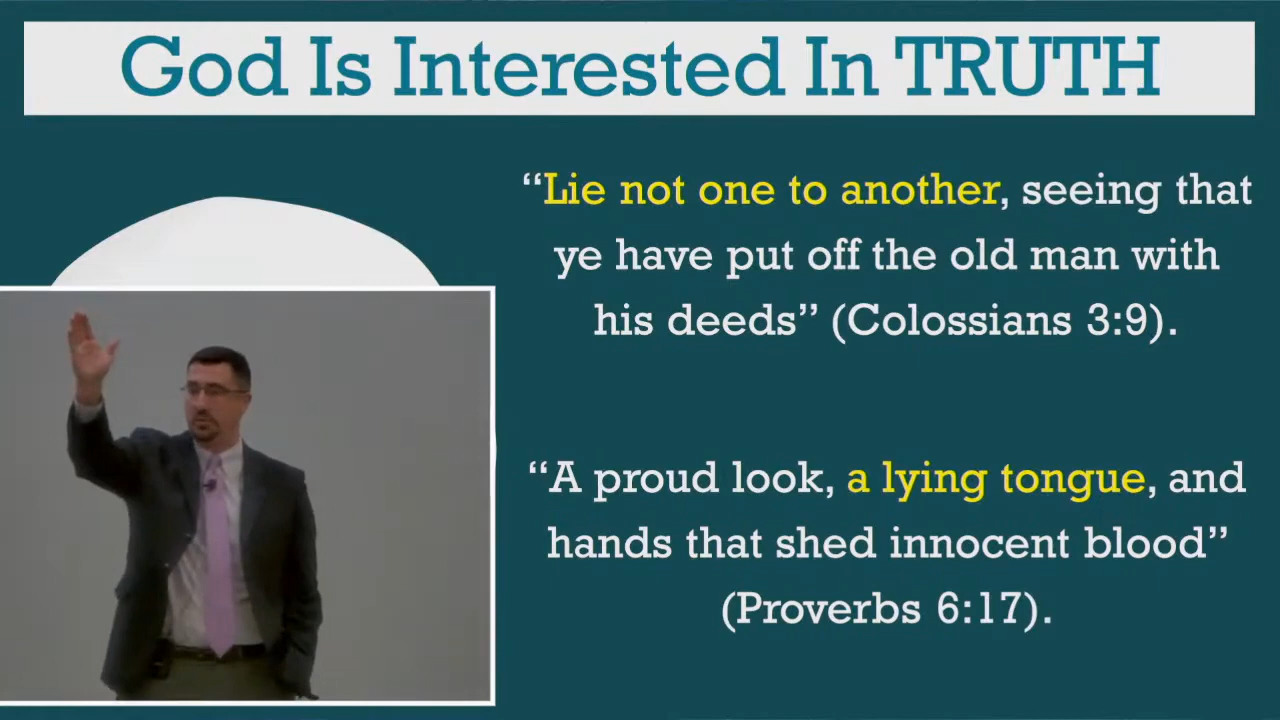 God Is Interested In TRUTH
“Lie not one to another, seeing that
ye have put off the old man with
his deeds” (Colossians 3:9).
“A proud look, a lying tongue, and
hands that shed innocent blood”
(Proverbs 6:17).